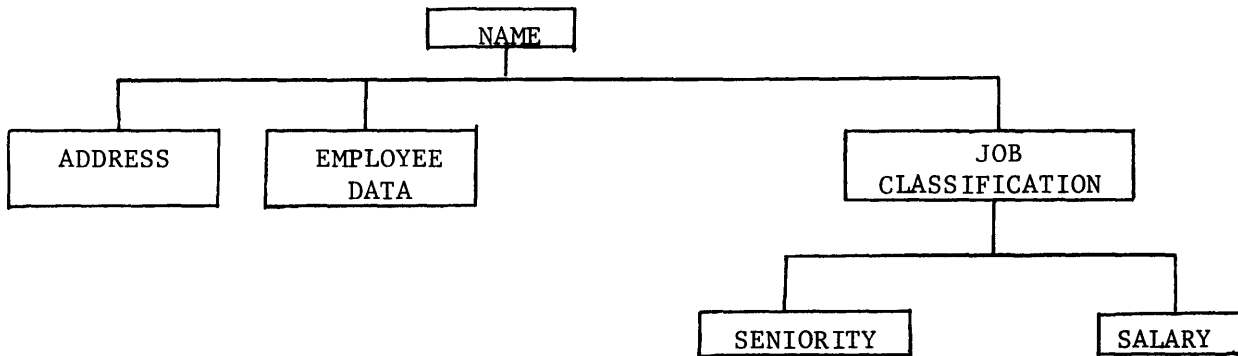 NAME
ADDRESS
EMPLOYEE
DATA
JOB
CLASSIFICATION
SENIORITY
SALARY